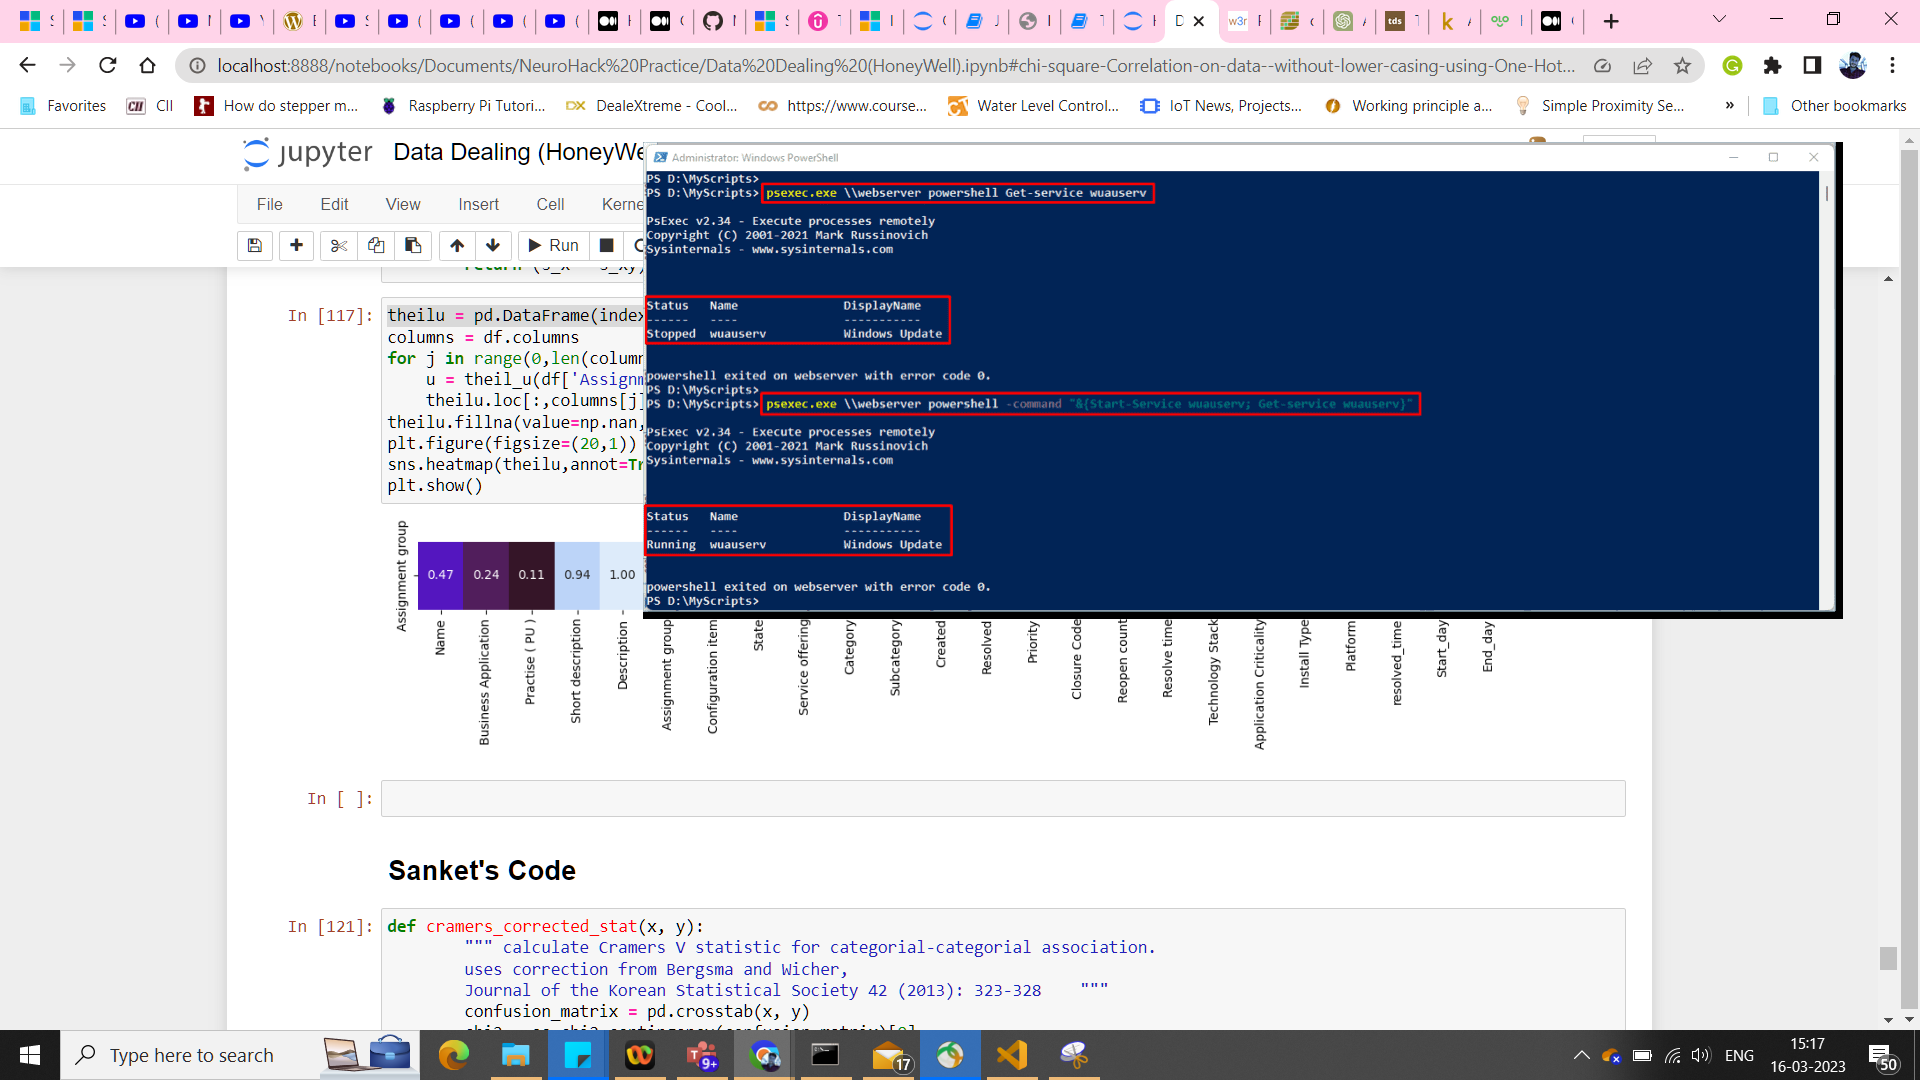 localhost:8888/notebooks/Documents/NeuroHack%20Practice/Data%20Dealing%20(HoneyWell).ipynb#chi-square-Correlation-on-data--without-lower-casing-using-One-Hot...
Favorites CII How do stepper m... Raspberry Pi Tutori... DealeXtreme - Cool... https://www.course... Water Level Control... IoT News, Projects... Working principle a... Simple Proximity Se... » Other bookmarks
jupyter Data Dealing (HoneyWe
File Edit View Insert Cell Kerne
Run
In [117]:
theilu = pd.DataFrame(index
columns = df.columns
for j in range(0,len(column
u = theil_u(df['Assignm
theilu.loc[:,columns[j]
theilu.fillna(value=np.nan,
plt.figure(figsize=(20,1))
sns.heatmap(theilu,annot=Tr
plt.show()
Administrator: Windows PowerShell
PS D:\MyScripts>
PS D:\MyScripts> psexec.exe \\webserver powershell Get-service wuauserv
PsExec v2.34 - Execute processes remotely
Copyright (C) 2001-2021 Mark Russinovich
Sysinternals - www.sysinternals.com
Status Name DisplayName
------ ---- -----------
Stopped wuauserv Windows Update
powershell exited on webserver with error code 0.
PS D:\MyScripts>
PS D:\MyScripts> psexec.exe \\webserver powershell -command "&{Start-Service wuauserv; Get-service wuauserv}"
PsExec v2.34 - Execute processes remotely
Copyright (C) 2001-2021 Mark Russinovich
Sysinternals - www.sysinternals.com
Status Name DisplayName
------ ---- -----------
Running wuauserv Windows Update
powershell exited on webserver with error code 0.
PS D:\MyScripts>
Assignment group
0.47 0.24 0.11 0.94 1.00
Name
Business Application
Practise ( PU )
Short description
Description
Assignment group
Configuration item
State
Service offering
Category
Subcategory
Created
Resolved
Priority
Closure Code
Reopen count
Resolve time
Technology Stack
Application Criticality
Install Type
Platform
resolved_time
Start_day
End_day
In [ ]:
Sanket's Code
In [121]:
def cramers_corrected_stat(x, y):
""" calculate Cramers V statistic for categorial-categorial association.
uses correction from Bergsma and Wicher,
Journal of the Korean Statistical Society 42 (2013): 323-328 """
confusion_matrix = pd.crosstab(x, y)
Type here to search
9+
17
ENG
15:17
16-03-2023
50